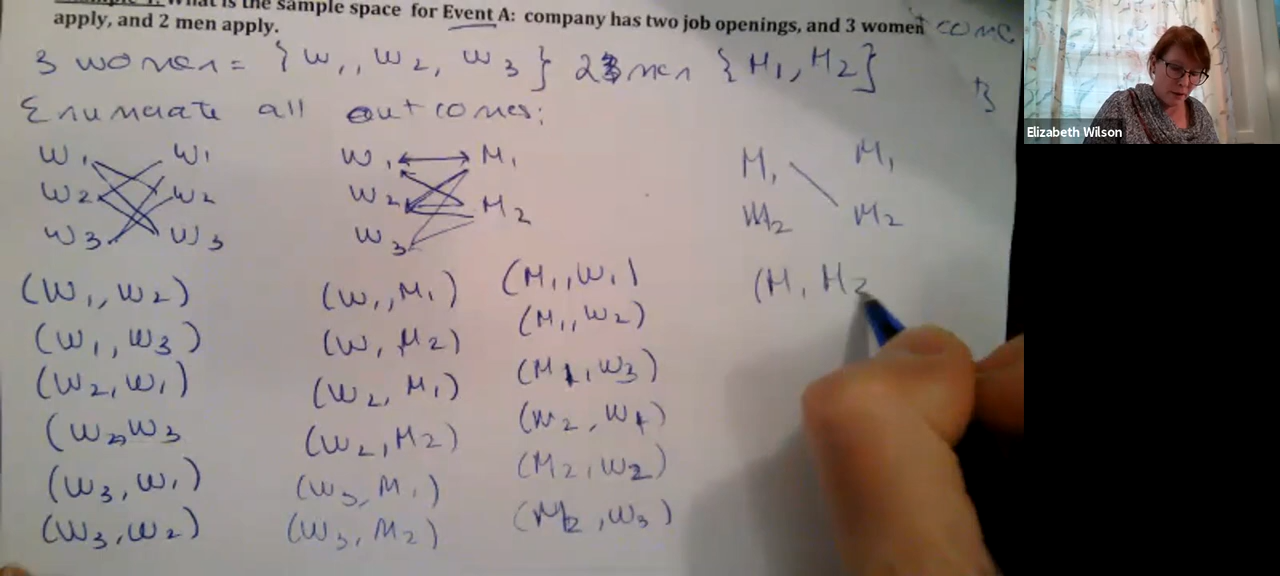 What is the sample space for Event A: company has two job openings, and 3 women
apply, and 2 men apply.
3 women = {W1, W2, W3} 2 men {M1, M2}
Enumerate all outcomes:
W1 W1 W1 M1 M1 M1
W2 W2 W2 M2 M2 M2
W3 W3 W3
(W1, W2) (W1, M1) (M1, W1) (M1 M2
(W1, W3) (W, M2) (M1, W2)
(W2, W1) (W2, M1) (M1, W3)
(W2, W3 (W2, M2) (M2, W1)
(W3, W1) (W3, M1) (M2, W2)
(W3, W2) (W3, M2) (M2, W3)
Elizabeth Wilson